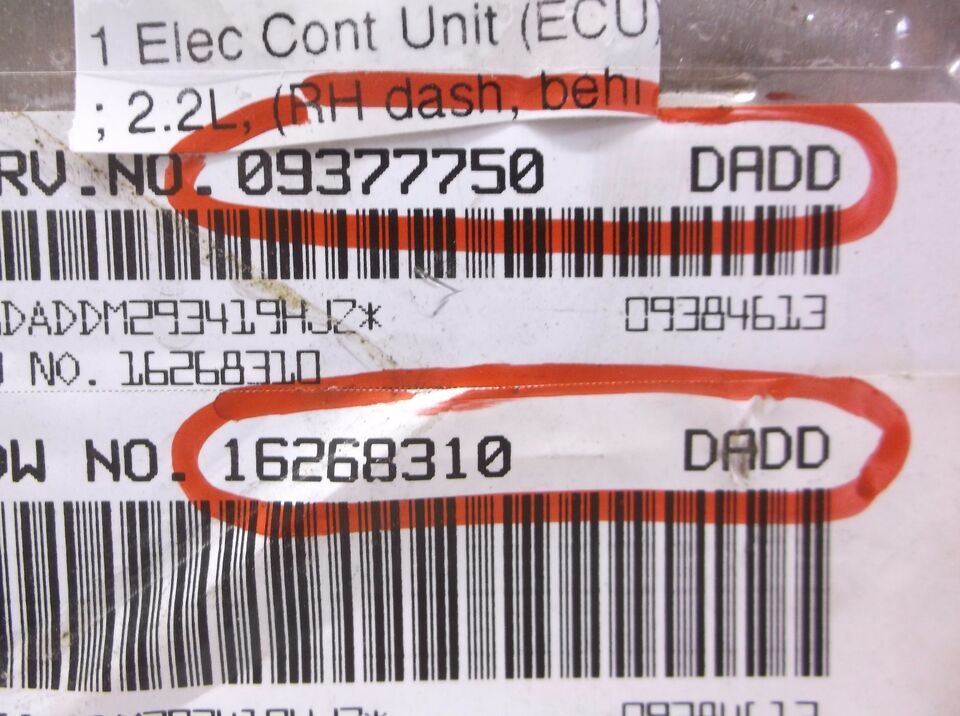 1 Elec Cont Unit (ECU)
; 2.2L, (RH dash, behi
RV.NO. 09377750 DADD
DADDM293419HJZ* 09384613
NO. 16268310
OW NO. 16268310 DADD